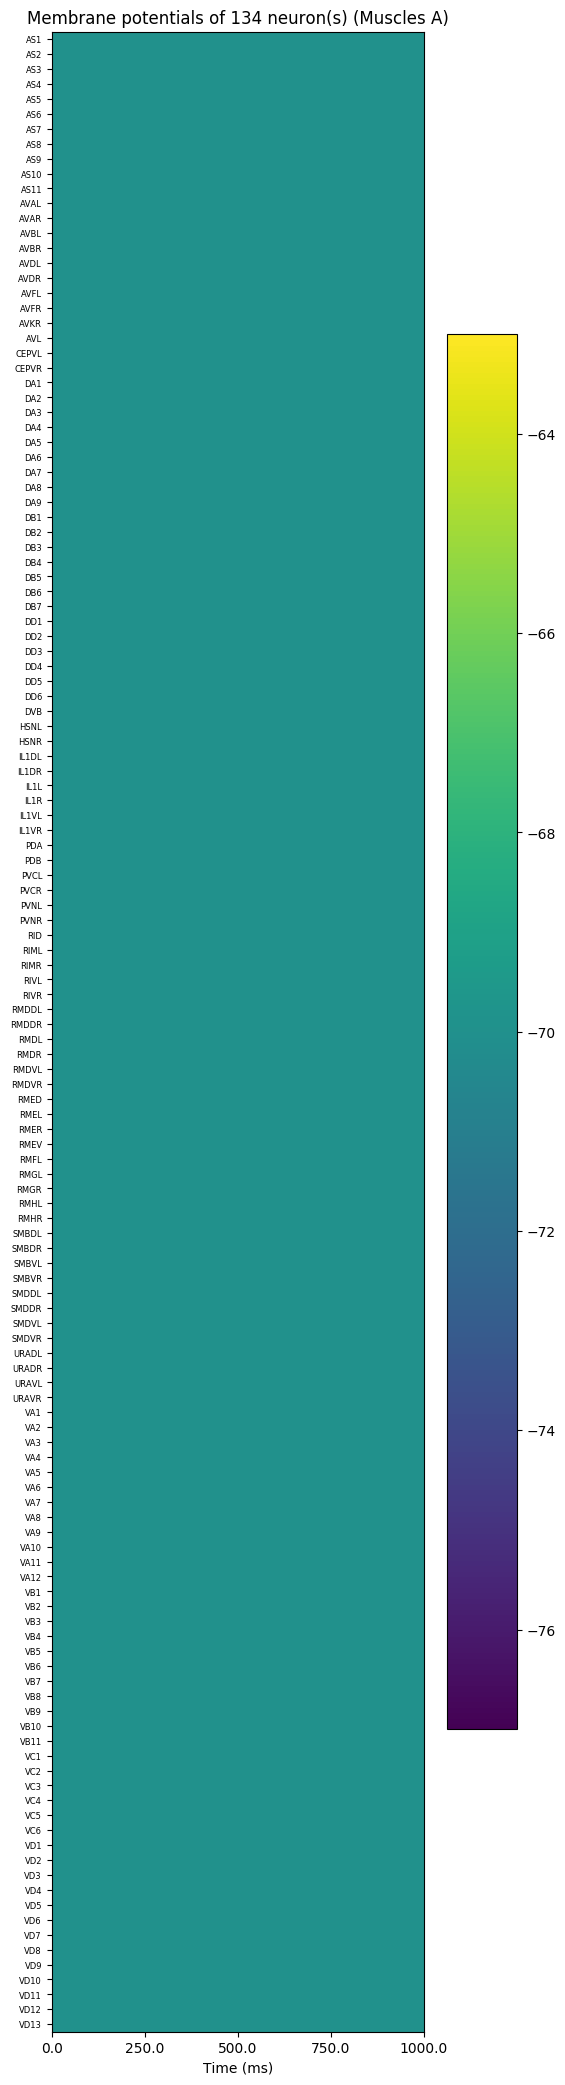 Membrane potentials of 134 neuron(s) (Muscles A)
AS1
AS2
AS3
AS4
AS5
AS6
AS7
AS8
AS9
AS10
AS11
AVAL
AVAR
AVBL
AVBR
AVDL
AVDR
AVFL
AVFR
AVKR
AVL
CEPVL
CEPVR
DA1
DA2
DA3
DA4
DA5
DA6
DA7
DA8
DA9
DB1
DB2
DB3
DB4
DB5
DB6
DB7
DD1
DD2
DD3
DD4
DD5
DD6
DVB
HSNL
HSNR
IL1DL
IL1DR
IL1L
IL1R
IL1VL
IL1VR
PDA
PDB
PVCL
PVCR
PVNL
PVNR
RID
RIML
RIMR
RIVL
RIVR
RMDDL
RMDDR
RMDL
RMDR
RMDVL
RMDVR
RMED
RMEL
RMER
RMEV
RMFL
RMGL
RMGR
RMHL
RMHR
SMBDL
SMBDR
SMBVL
SMBVR
SMDDL
SMDDR
SMDVL
SMDVR
URADL
URADR
URAVL
URAVR
VA1
VA2
VA3
VA4
VA5
VA6
VA7
VA8
VA9
VA10
VA11
VA12
VB1
VB2
VB3
VB4
VB5
VB6
VB7
VB8
VB9
VB10
VB11
VC1
VC2
VC3
VC4
VC5
VC6
VD1
VD2
VD3
VD4
VD5
VD6
VD7
VD8
VD9
VD10
VD11
VD12
VD13
0.0 250.0 500.0 750.0 1000.0
Time (ms)
−64
−66
−68
−70
−72
−74
−76